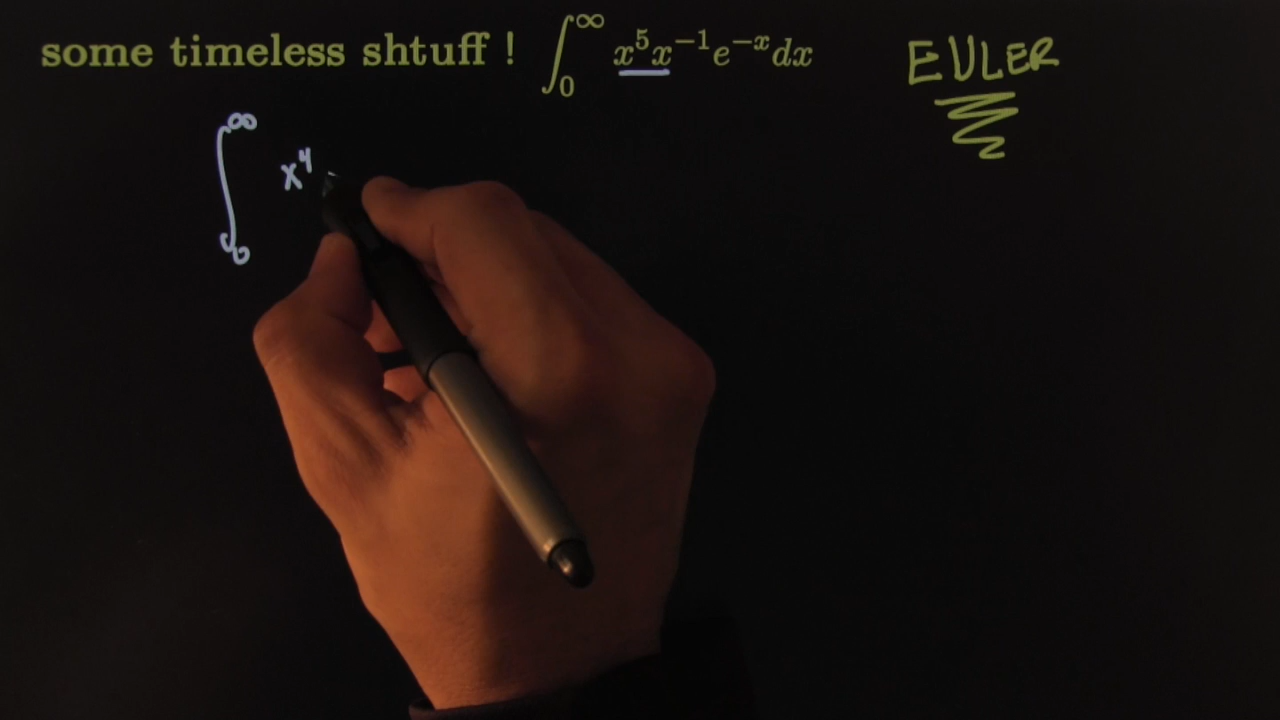 some timeless shtuff ! ∫₀^∞ x⁵x⁻¹e⁻ˣdx
EULER
∫₀^∞ x⁴